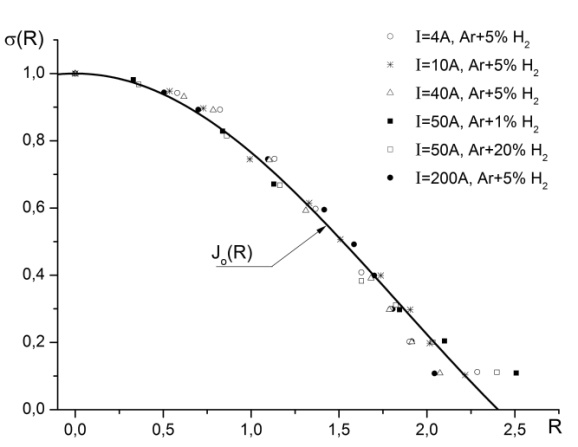 σ(R)
I=4A, Ar+5% H₂
I=10A, Ar+5% H₂
I=40A, Ar+5% H₂
I=50A, Ar+1% H₂
I=50A, Ar+20% H₂
I=200A, Ar+5% H₂
1,0
0,8
0,6
0,4
0,2
0,0
J₀(R)
0,0 0,5 1,0 1,5 2,0 2,5 R